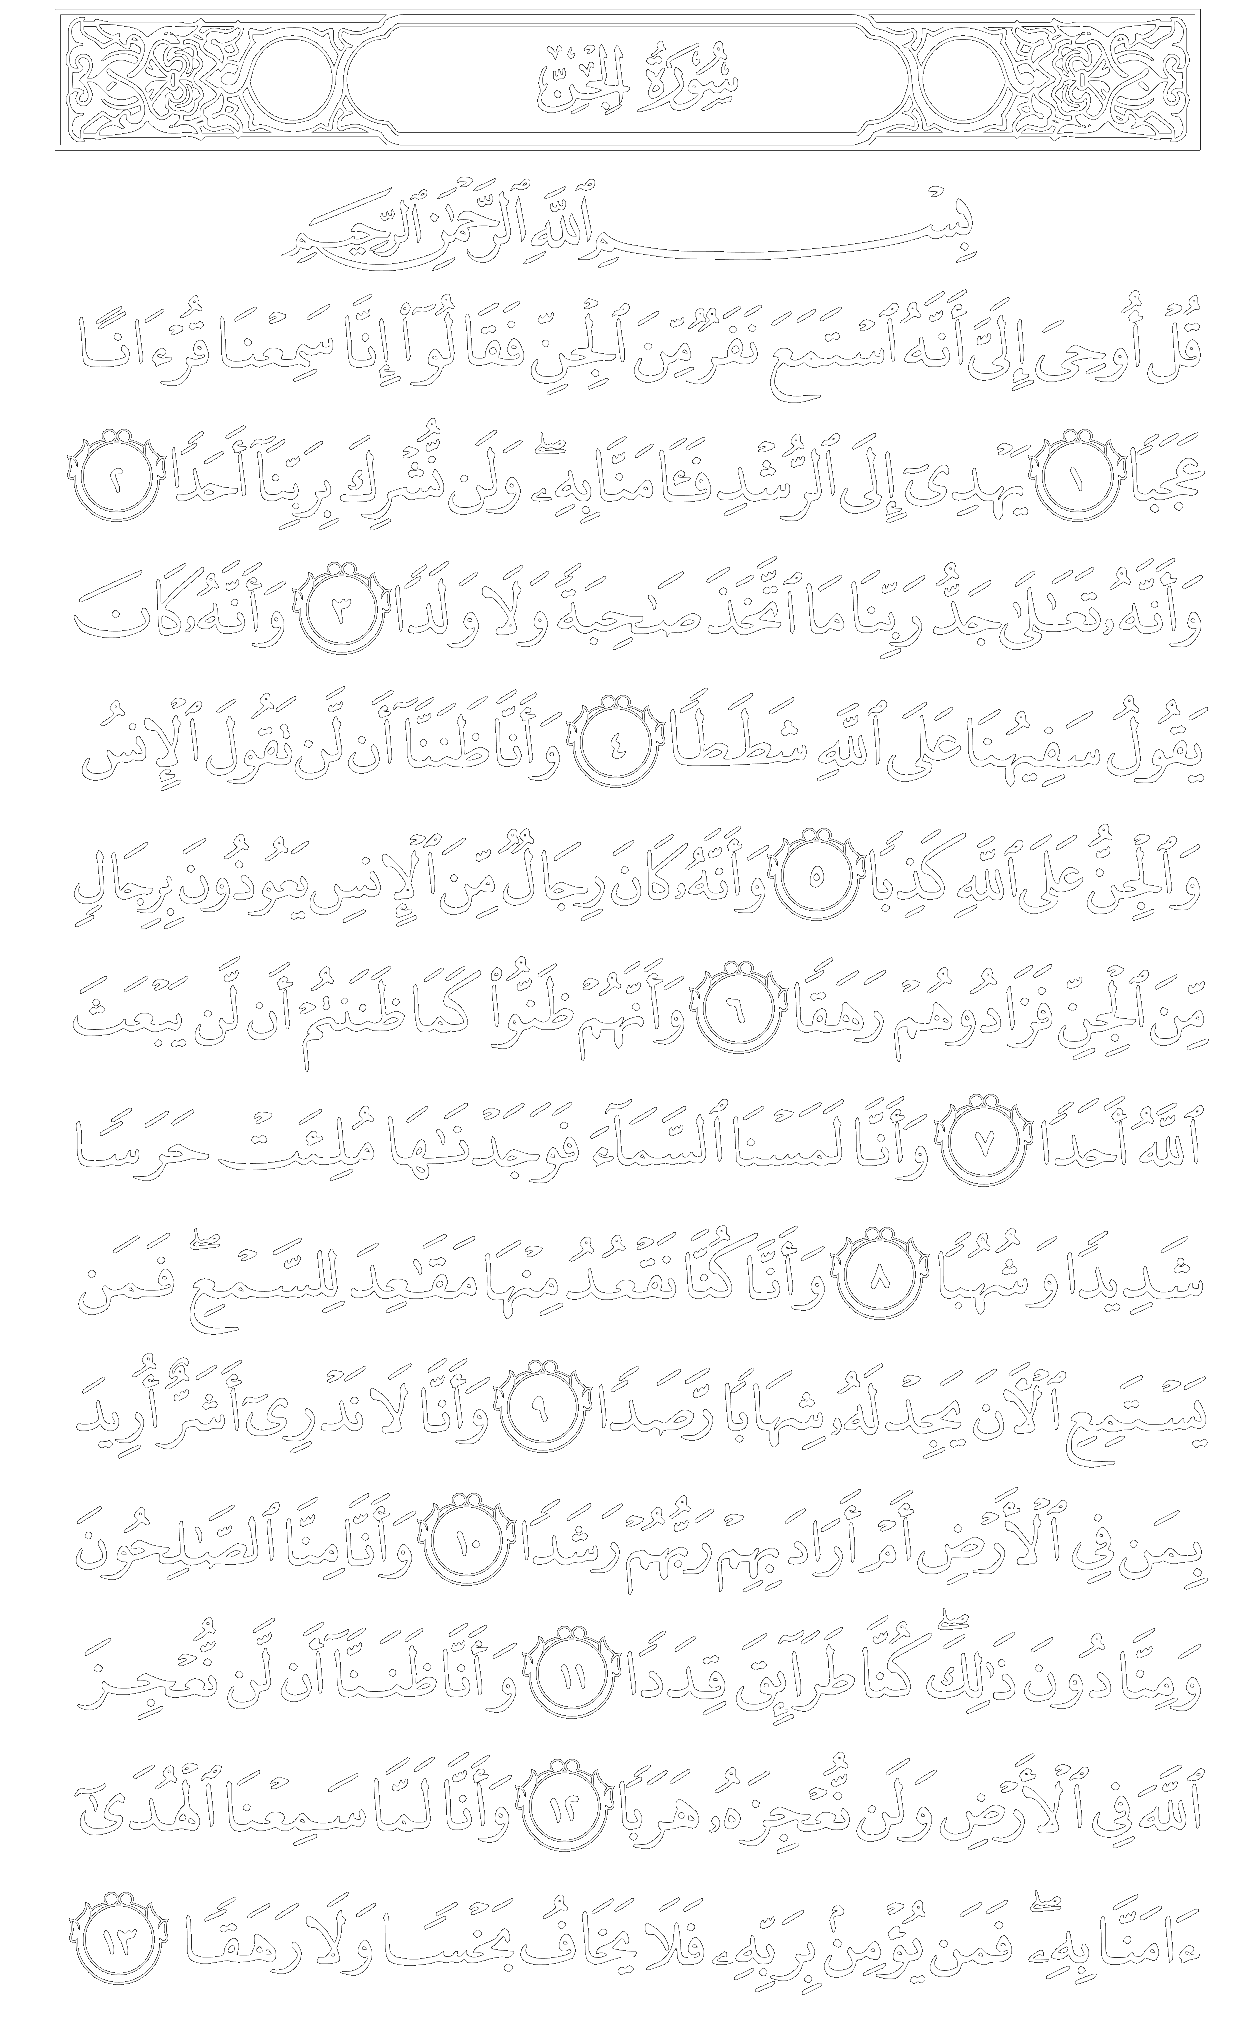 سُورَةُ الجِنّ
بِسْمِ ٱللَّهِ ٱلرَّحْمَٰنِ ٱلرَّحِيمِ
قُلْ أُوحِىَ إِلَىَّ أَنَّهُ ٱسْتَمَعَ نَفَرٌ مِّنَ ٱلْجِنِّ فَقَالُوٓا۟ إِنَّا سَمِعْنَا قُرْءَانًا
عَجَبًا ١ يَهْدِىٓ إِلَى ٱلرُّشْدِ فَـَٔامَنَّا بِهِۦ ۖ وَلَن نُّشْرِكَ بِرَبِّنَآ أَحَدًا ٢
وَأَنَّهُۥ تَعَٰلَىٰ جَدُّ رَبِّنَا مَا ٱتَّخَذَ صَٰحِبَةً وَلَا وَلَدًا ٣ وَأَنَّهُۥ كَانَ
يَقُولُ سَفِيهُنَا عَلَى ٱللَّهِ شَطَطًا ٤ وَأَنَّا ظَنَنَّآ أَن لَّن نَقُولَ ٱلْإِنسُ
وَٱلْجِنُّ عَلَى ٱللَّهِ كَذِبًا ٥ وَأَنَّهُۥ كَانَ رِجَالٌ مِّنَ ٱلْإِنسِ يَعُوذُونَ بِرِجَالٍ
مِّنَ ٱلْجِنِّ فَزَادُوهُمْ رَهَقًا ٦ وَأَنَّهُمْ ظَنُّوا۟ كَمَا ظَنَنتُمْ أَن لَّن يَبْعَثَ
ٱللَّهُ أَحَدًا ٧ وَأَنَّا لَمَسْنَا ٱلسَّمَآءَ فَوَجَدْنَٰهَا مُلِئَتْ حَرَسًا
شَدِيدًا وَشُهُبًا ٨ وَأَنَّا كُنَّا نَقْعُدُ مِنْهَا مَقَٰعِدَ لِلسَّمْعِ ۖ فَمَن
يَسْتَمِعِ ٱلْـَٔانَ يَجِدْ لَهُۥ شِهَابًا رَّصَدًا ٩ وَأَنَّا لَا نَدْرِىٓ أَشَرٌّ أُرِيدَ
بِمَن فِى ٱلْأَرْضِ أَمْ أَرَادَ بِهِمْ رَبُّهُمْ رَشَدًا ١٠ وَأَنَّا مِنَّا ٱلصَّٰلِحُونَ
وَمِنَّا دُونَ ذَٰلِكَ ۖ كُنَّا طَرَآئِقَ قِدَدًا ١١ وَأَنَّا ظَنَنَّآ أَن لَّن نُّعْجِزَ
ٱللَّهَ فِى ٱلْأَرْضِ وَلَن نُّعْجِزَهُۥ هَرَبًا ١٢ وَأَنَّا لَمَّا سَمِعْنَا ٱلْهُدَىٰٓ
ءَامَنَّا بِهِۦ ۖ فَمَن يُؤْمِنۢ بِرَبِّهِۦ فَلَا يَخَافُ بَخْسًا وَلَا رَهَقًا ١٣